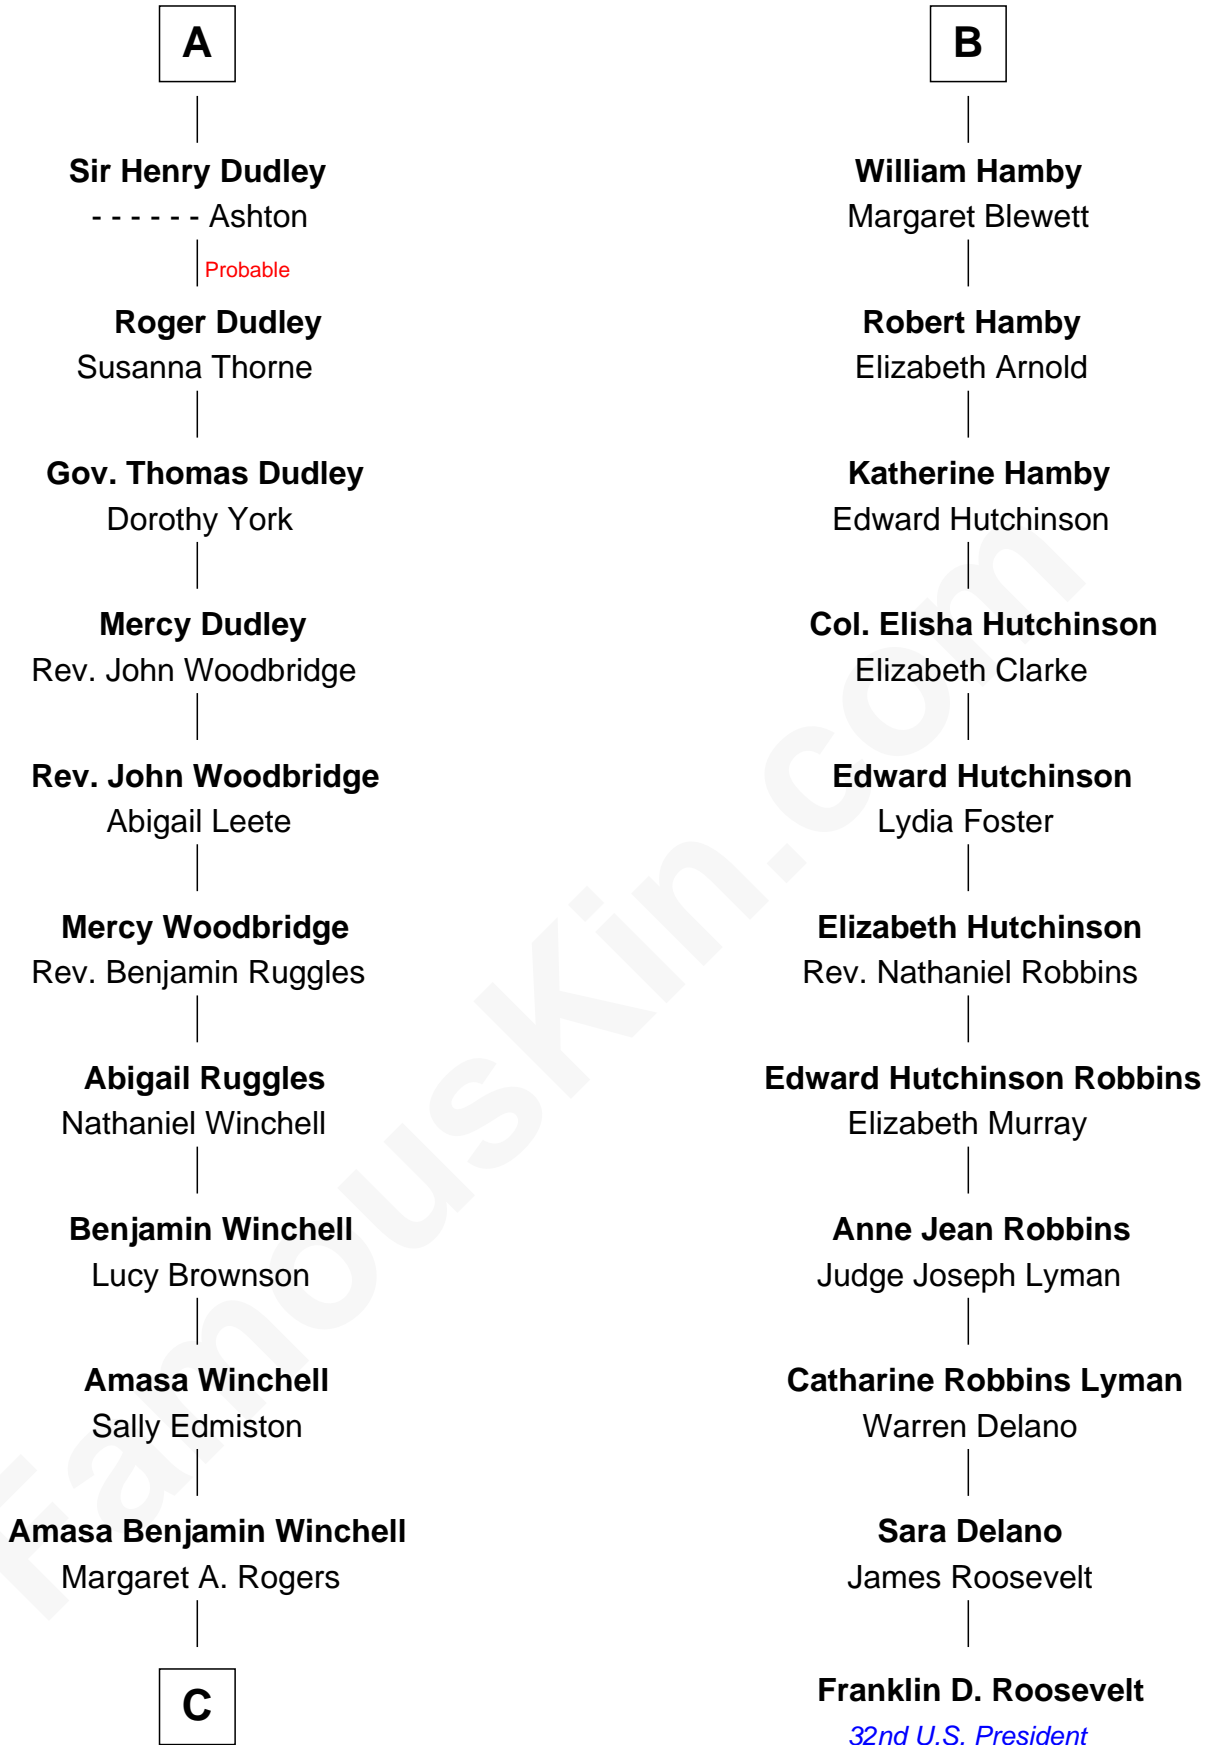 A
Sir Henry Dudley
- - - - - - Ashton
Probable
Roger Dudley
Susanna Thorne
Gov. Thomas Dudley
Dorothy York
Mercy Dudley
Rev. John Woodbridge
Rev. John Woodbridge
Abigail Leete
Mercy Woodbridge
Rev. Benjamin Ruggles
Abigail Ruggles
Nathaniel Winchell
Benjamin Winchell
Lucy Brownson
Amasa Winchell
Sally Edmiston
Amasa Benjamin Winchell
Margaret A. Rogers
C
B
William Hamby
Margaret Blewett
Robert Hamby
Elizabeth Arnold
Katherine Hamby
Edward Hutchinson
Col. Elisha Hutchinson
Elizabeth Clarke
Edward Hutchinson
Lydia Foster
Elizabeth Hutchinson
Rev. Nathaniel Robbins
Edward Hutchinson Robbins
Elizabeth Murray
Anne Jean Robbins
Judge Joseph Lyman
Catharine Robbins Lyman
Warren Delano
Sara Delano
James Roosevelt
Franklin D. Roosevelt
32nd U.S. President
FamousKin.com